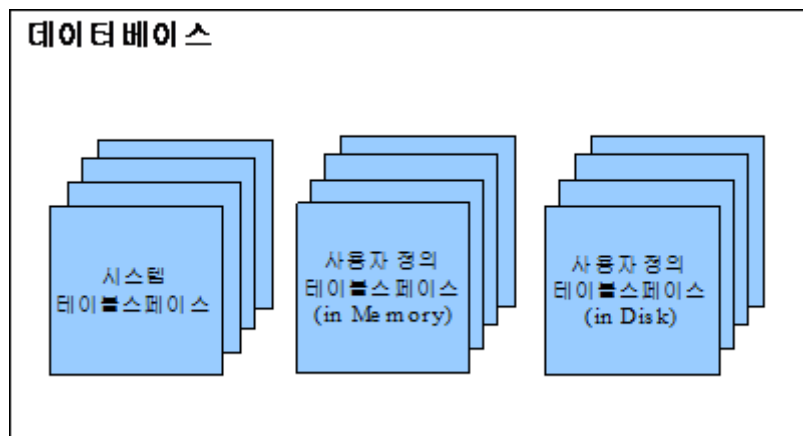 데이터베이스
시스템
테이블스페이스
사용자 정의
테이블스페이스
(in Memory)
사용자 정의
테이블스페이스
(in Disk)